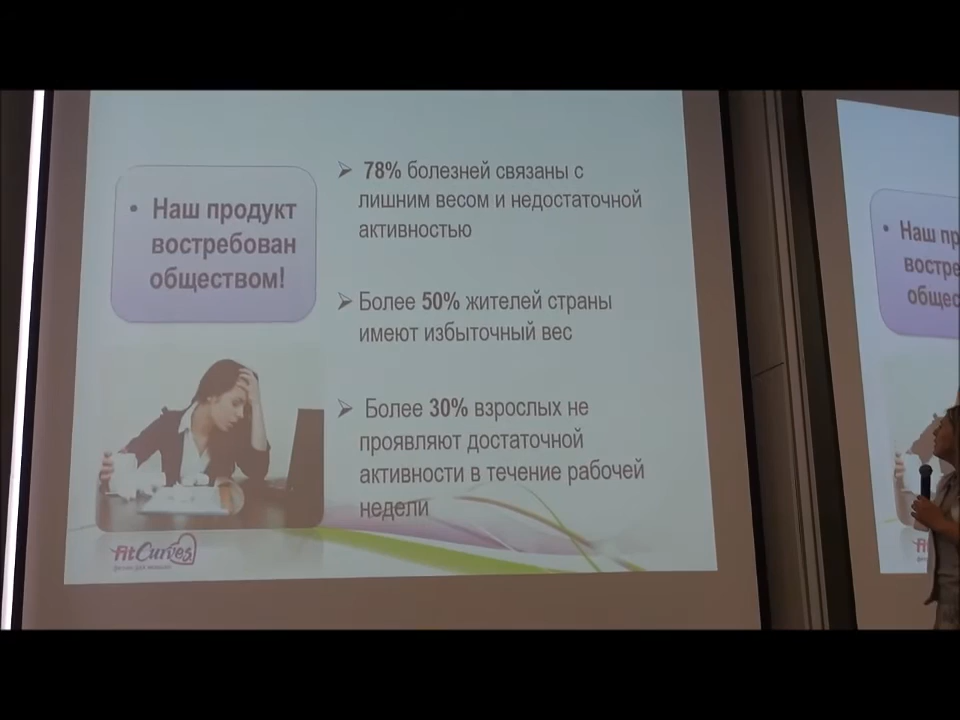 • Наш продукт
востребован
обществом!
➢ 78% болезней связаны с
лишним весом и недостаточной
активностью
➢ Более 50% жителей страны
имеют избыточный вес
➢ Более 30% взрослых не
проявляют достаточной
активности в течение рабочей
недели
FitCurves
• Наш пр
востре
общес